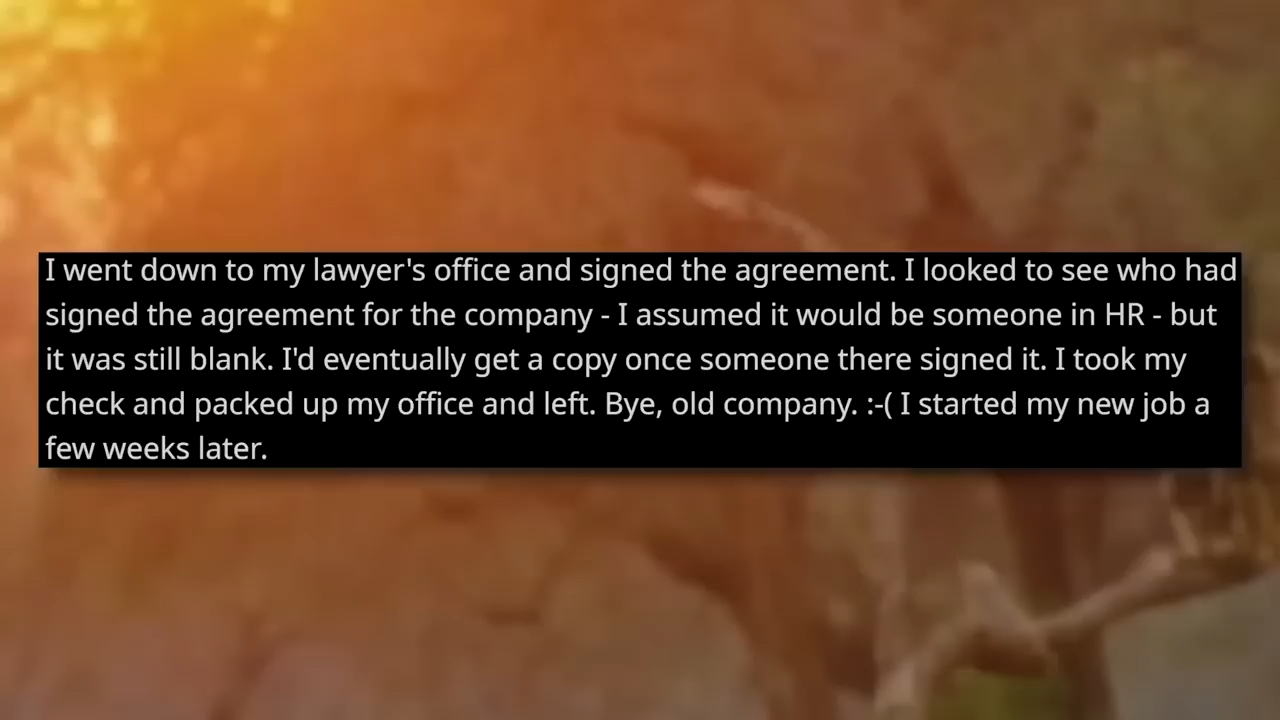 I went down to my lawyer's office and signed the agreement. I looked to see who had
signed the agreement for the company - I assumed it would be someone in HR - but
it was still blank. I'd eventually get a copy once someone there signed it. I took my
check and packed up my office and left. Bye, old company. :-( I started my new job a
few weeks later.